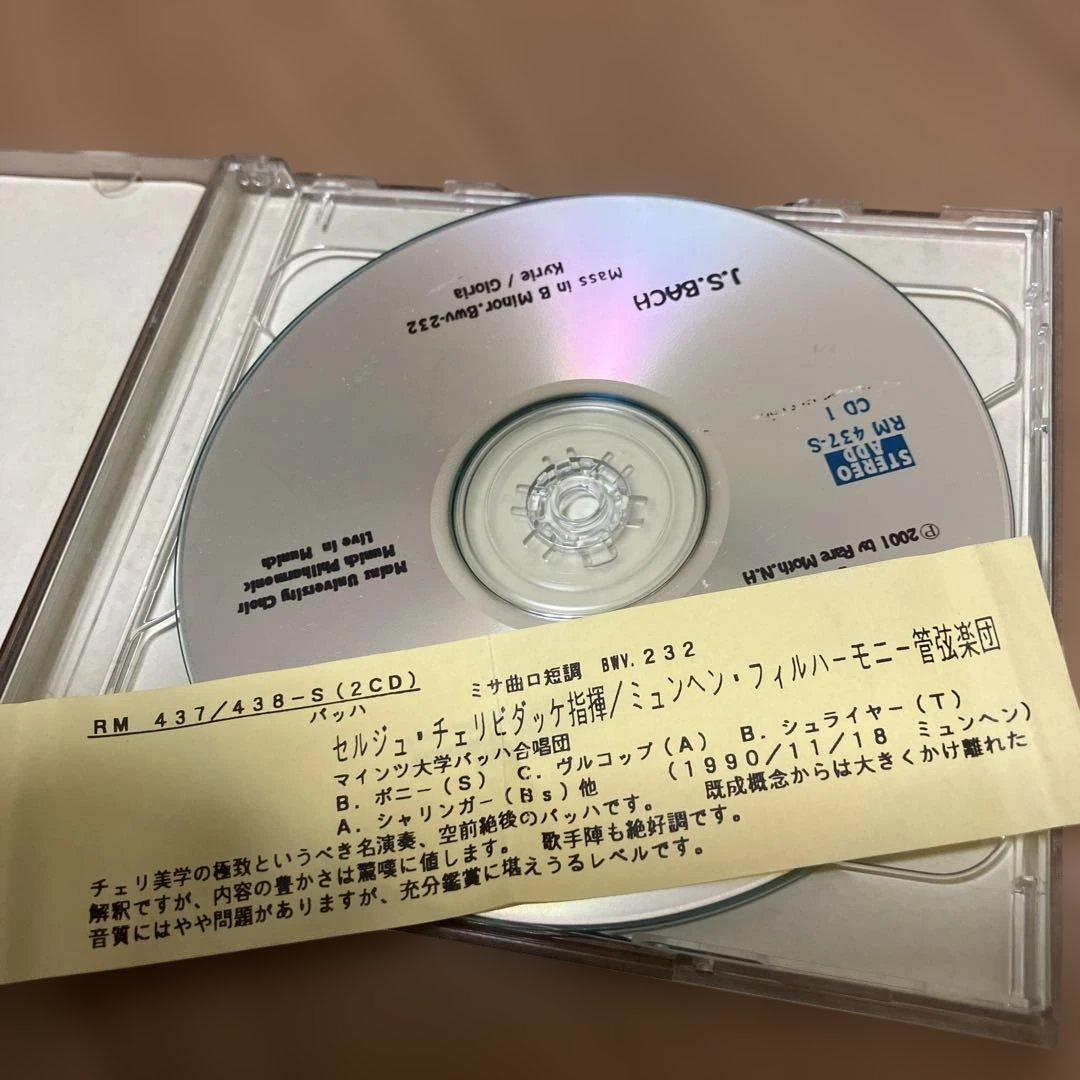 J.S.BACH
Mass in B Minor.Bwv-232
Kyrie / Gloria
STEREO
ADD
RM 437-S
CD 1
Mainz University Choir
Munich Philharmonic
Live in Munich
Ⓟ2001 by Rare Moth.N.H
RM 437/438-S(2CD)
バッハ ミサ曲ロ短調 BWV.232
セルジュ・チェリビダッケ指揮/ミュンヘン・フィルハーモニー管弦楽団
マインツ大学バッハ合唱団
B.ボニー(S) C.ヴルコップ(A) B.シュライヤー(T)
A.シャリンガー(Bs)他 (1990/11/18 ミュンヘン)
チェリ美学の極致というべき名演奏、空前絶後のバッハです。 既成概念からは大きくかけ離れた
解釈ですが、内容の豊かさは驚嘆に値します。 歌手陣も絶好調です。
音質にはやや問題がありますが、充分鑑賞に堪えうるレベルです。